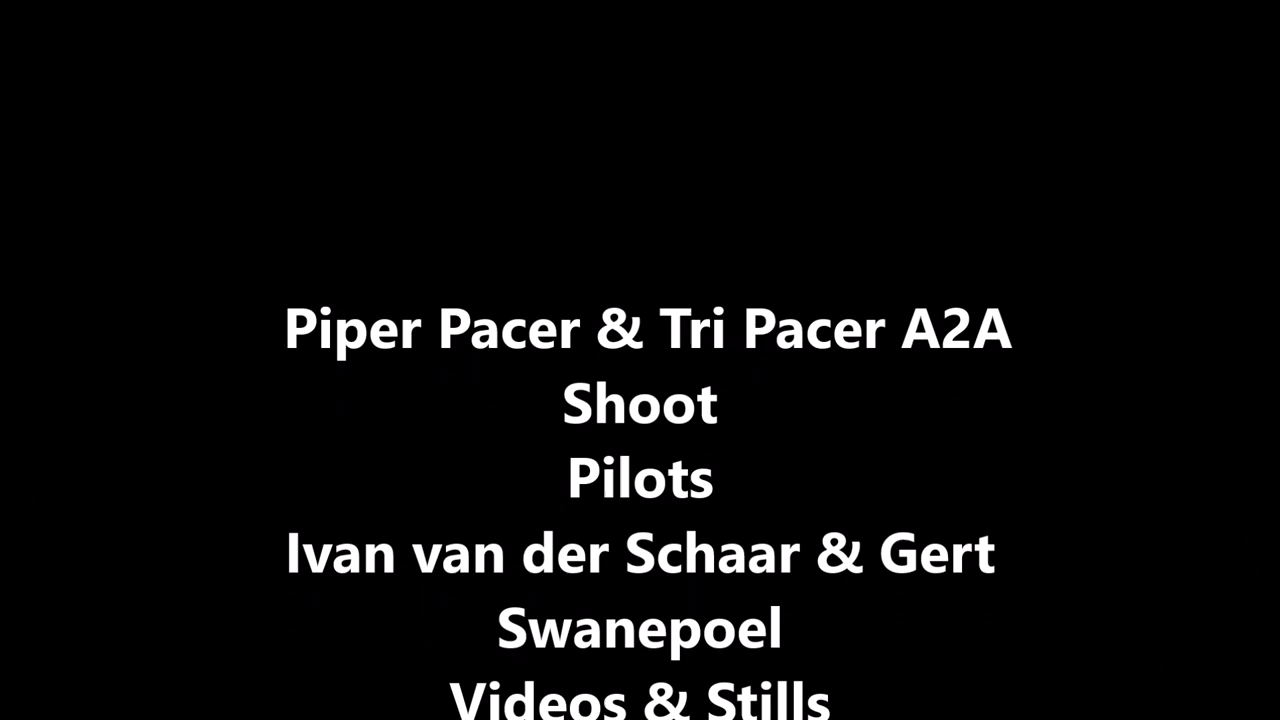 Piper Pacer & Tri Pacer A2A
Shoot
Pilots
Ivan van der Schaar & Gert
Swanepoel
Videos & Stills